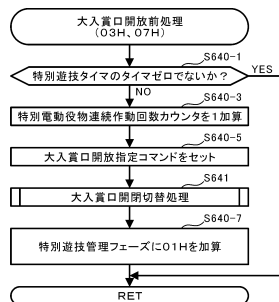 大入賞口開放前処理
(03H、07H)
S640-1
特別遊技タイマのタイマゼロでないか？
YES
NO
S640-3
特別電動役物連続作動回数カウンタを1加算
S640-5
大入賞口開放指定コマンドをセット
S641
大入賞口開閉切替処理
S640-7
特別遊技管理フェーズに01Hを加算
RET